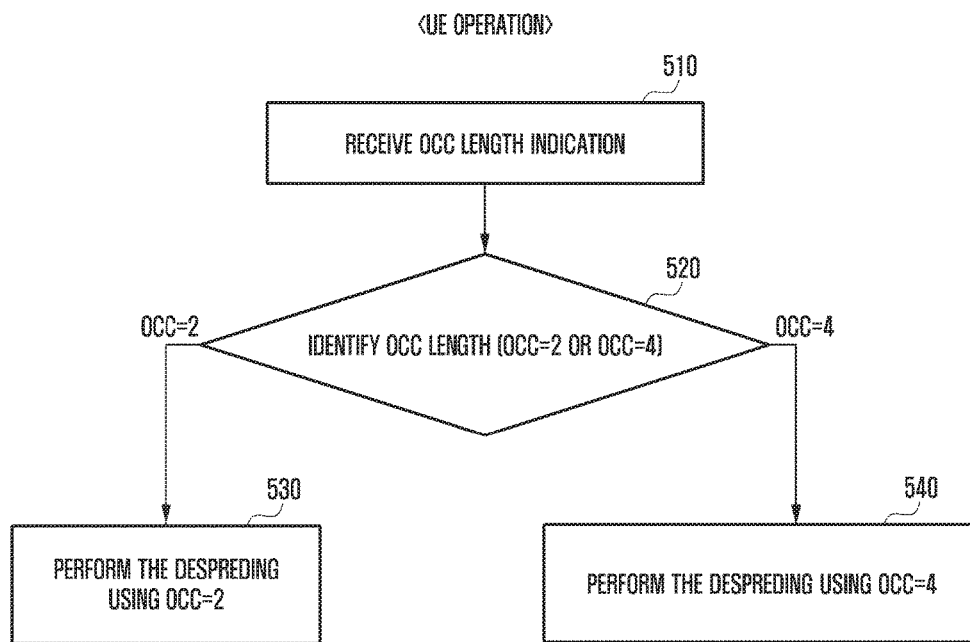 <UE OPERATION>
510
RECEIVE OCC LENGTH INDICATION
520
OCC=2
IDENTIFY OCC LENGTH (OCC=2 OR OCC=4)
OCC=4
530
PERFORM THE DESPREDING
USING OCC=2
540
PERFORM THE DESPREDING USING OCC=4